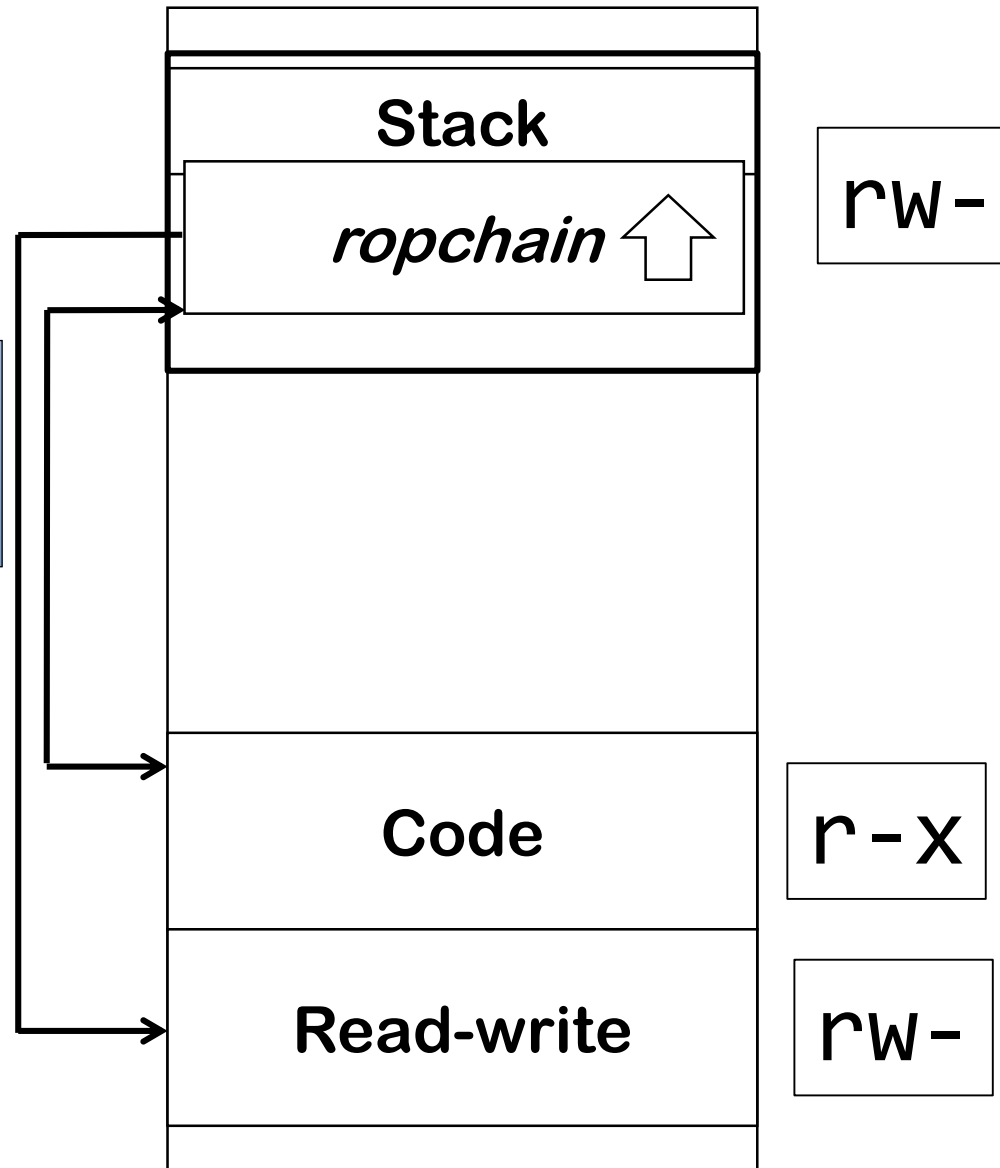 Stack
rw-
ropchain
Code
r-x
Read-write
rw-